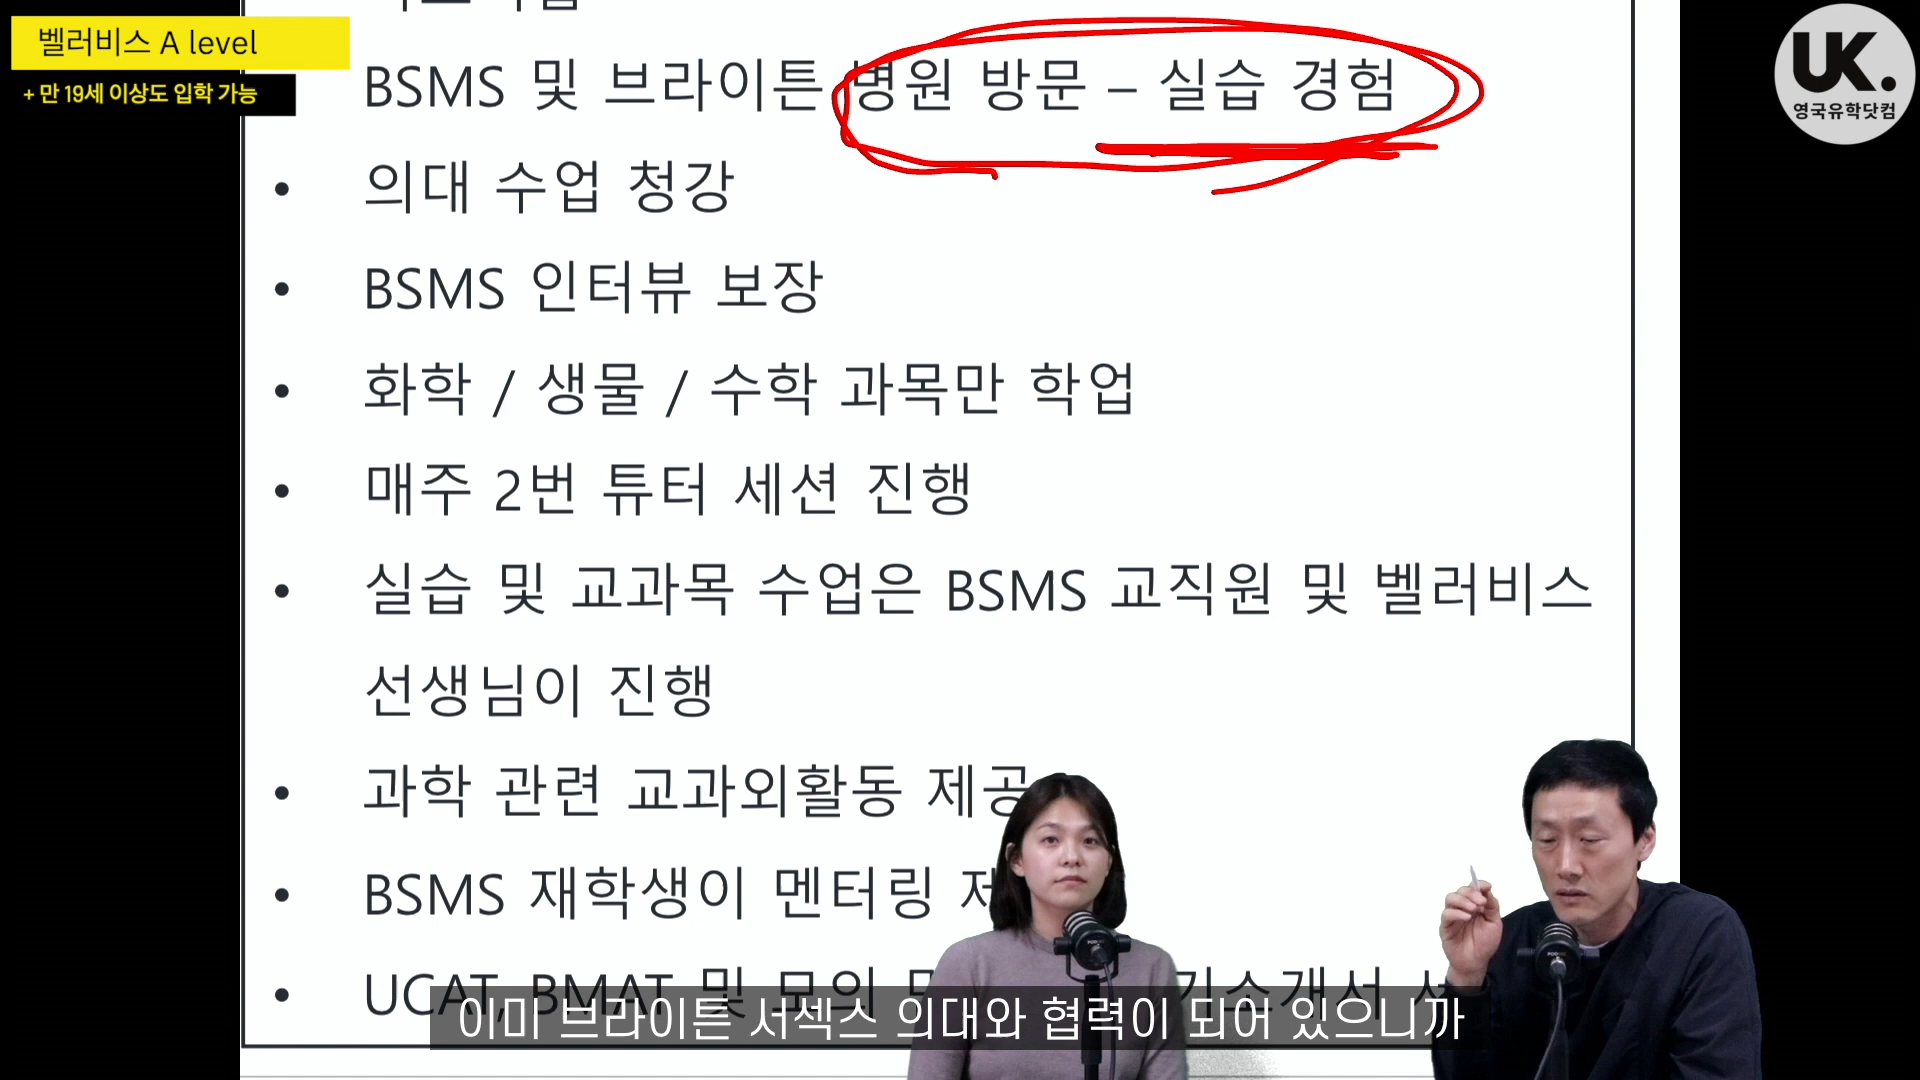 벨러비스 A level
+ 만 19세 이상도 입학 가능
UK.
영국유학닷컴
BSMS 및 브라이튼 병원 방문 – 실습 경험
• 의대 수업 청강
• BSMS 인터뷰 보장
• 화학 / 생물 / 수학 과목만 학업
• 매주 2번 튜터 세션 진행
• 실습 및 교과목 수업은 BSMS 교직원 및 벨러비스
선생님이 진행
• 과학 관련 교과외활동 제공
• BSMS 재학생이 멘터링
• UCAT, BMAT 및 모의
이미 브라이튼 서섹스 의대와 협력이 되어 있으니까